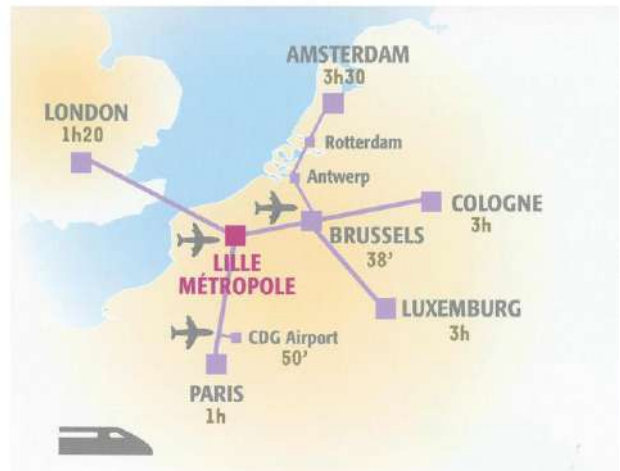 AMSTERDAM
3h30
LONDON
1h20
Rotterdam
Antwerp
COLOGNE
3h
BRUSSELS
38'
LILLE
MÉTROPOLE
LUXEMBURG
3h
CDG Airport
50'
PARIS
1h